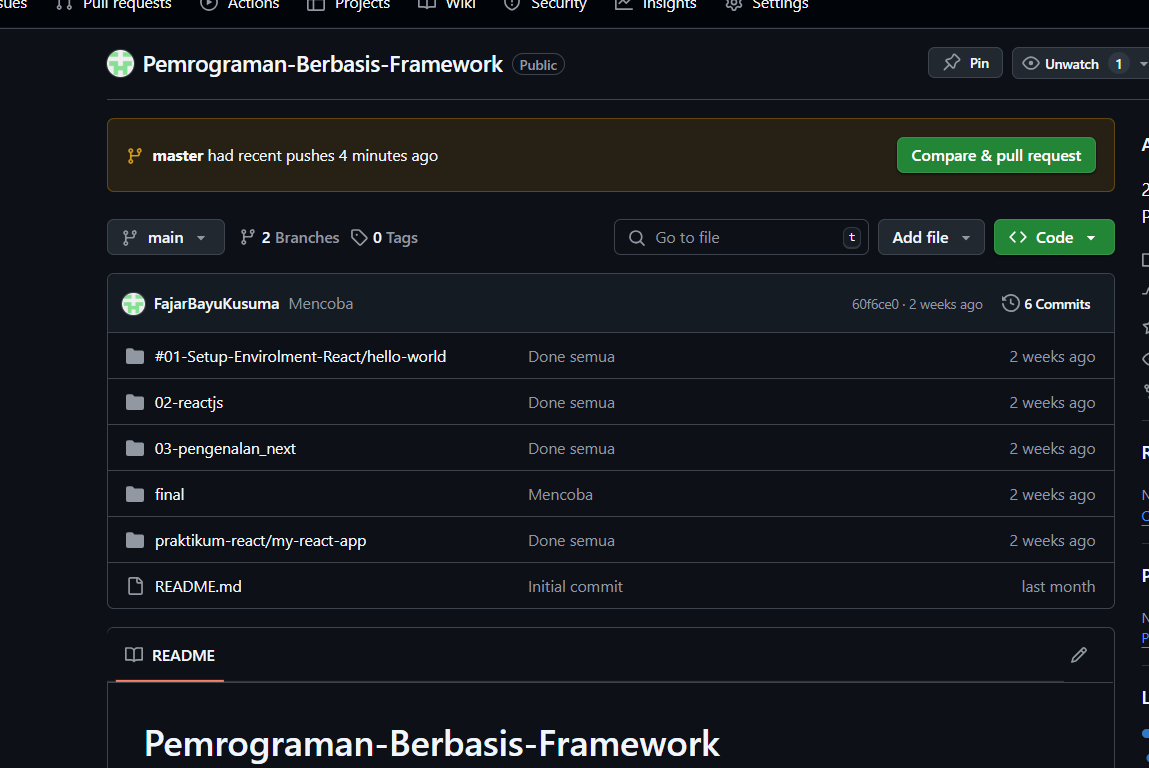 sues Pull requests Actions Projects Wiki Security Insights Settings
Pemrograman-Berbasis-Framework Public Pin Unwatch 1
master had recent pushes 4 minutes ago Compare & pull request
main 2 Branches 0 Tags Go to file t Add file Code
FajarBayuKusuma Mencoba 60f6ce0 · 2 weeks ago 6 Commits
#01-Setup-Envirolment-React/hello-world Done semua 2 weeks ago
02-reactjs Done semua 2 weeks ago
03-pengenalan_next Done semua 2 weeks ago
final Mencoba 2 weeks ago
praktikum-react/my-react-app Done semua 2 weeks ago
README.md Initial commit last month
README
Pemrograman-Berbasis-Framework